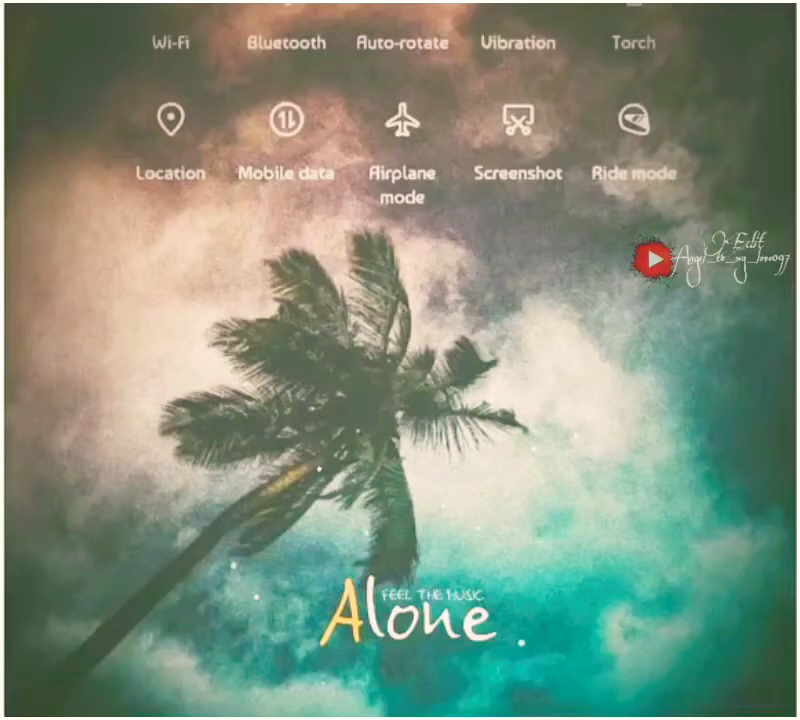 Wi-Fi Bluetooth Auto-rotate Vibration Torch
Location Mobile data Airplane mode Screenshot Ride mode
Edit
FEEL THE MUSIC
Alone